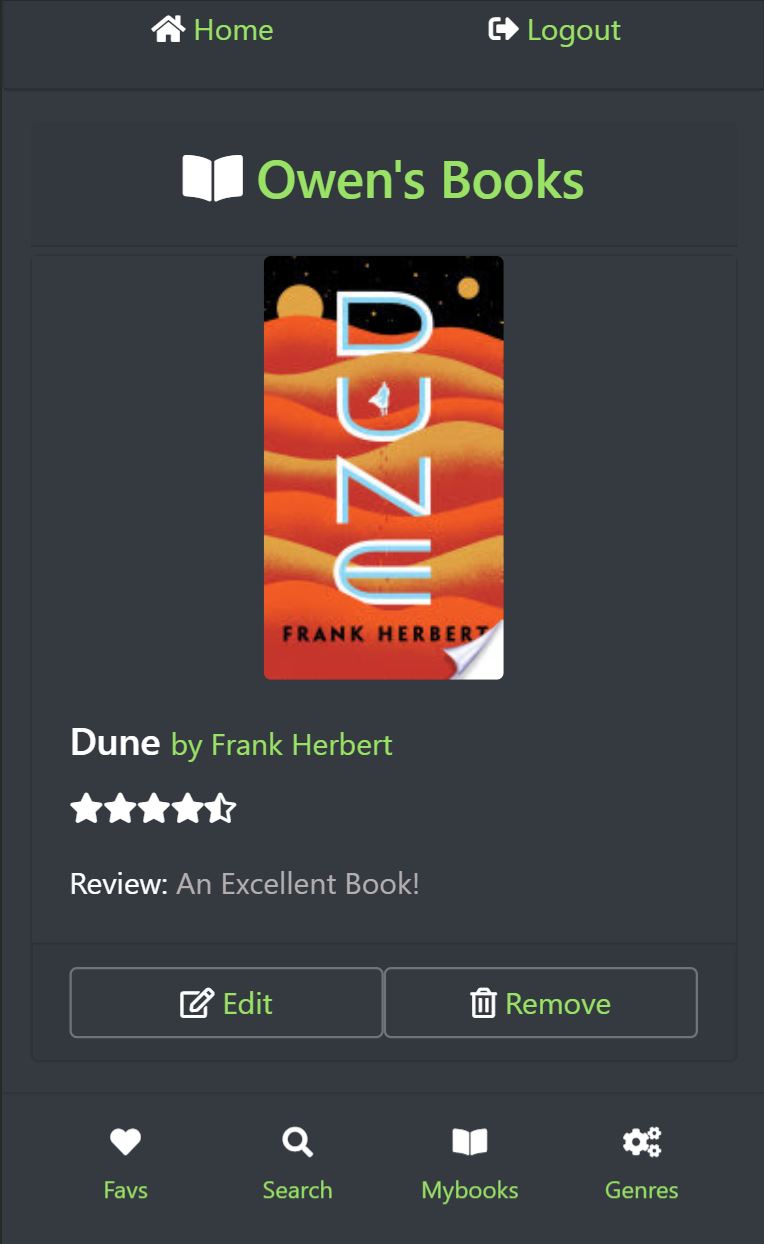 Home Logout
Owen's Books
DUNE
FRANK HERBERT
Dune by Frank Herbert
Review: An Excellent Book!
Edit Remove
Favs Search Mybooks Genres